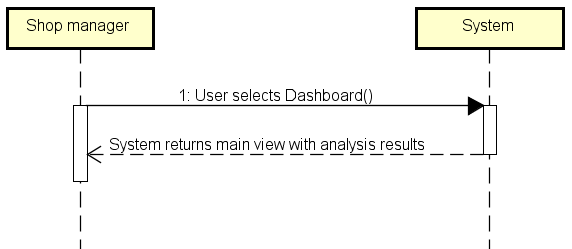 Shop manager
System
1: User selects Dashboard()
System returns main view with analysis results